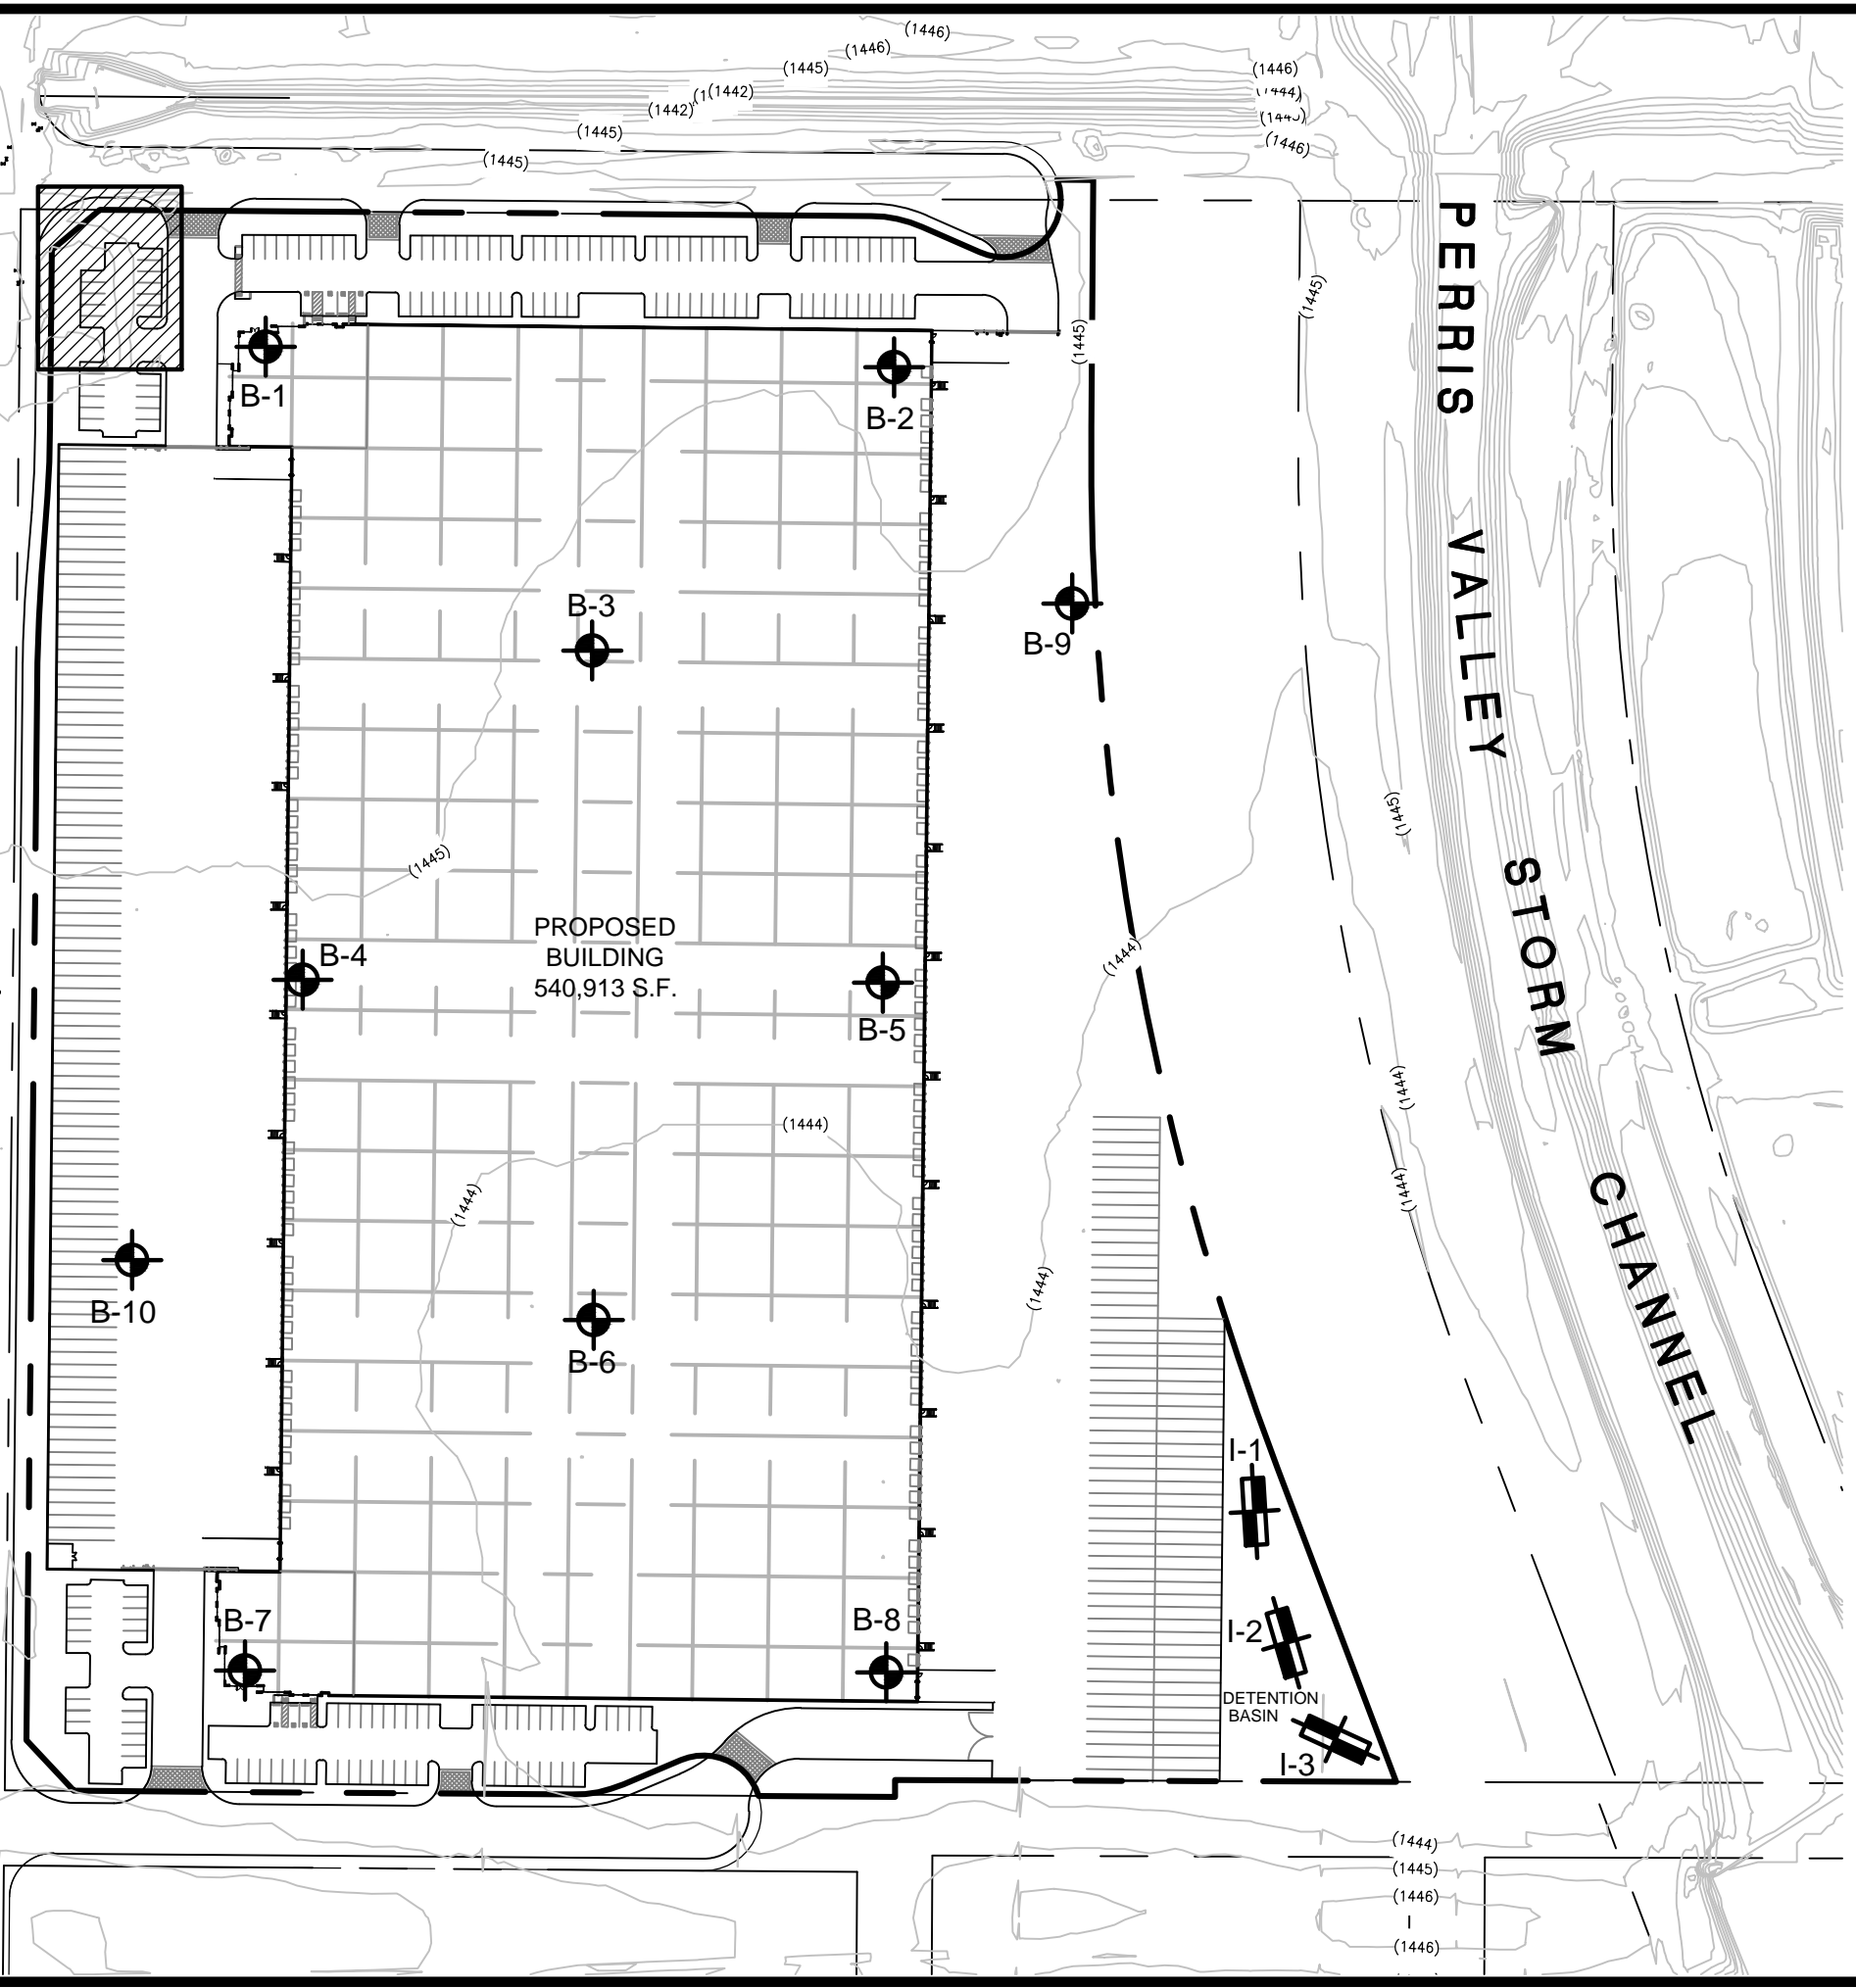 (1446)
(1446)
(1445)
(1446)
(1442)
(1442)
(1445)
(1446)
(1445)
PERRIS VALLEY STORM CHANNEL
(1445)
(1445)
B-1
B-2
B-3
B-9
(1445)
(1445)
PROPOSED
BUILDING
540,913 S.F.
B-4
(1444)
B-5
(1444)
(1444)
(1444)
(1444)
(1444)
B-10
B-6
I-1
B-7
B-8
I-2
DETENTION
BASIN
I-3
(1444)
(1445)
(1446)
(1446)